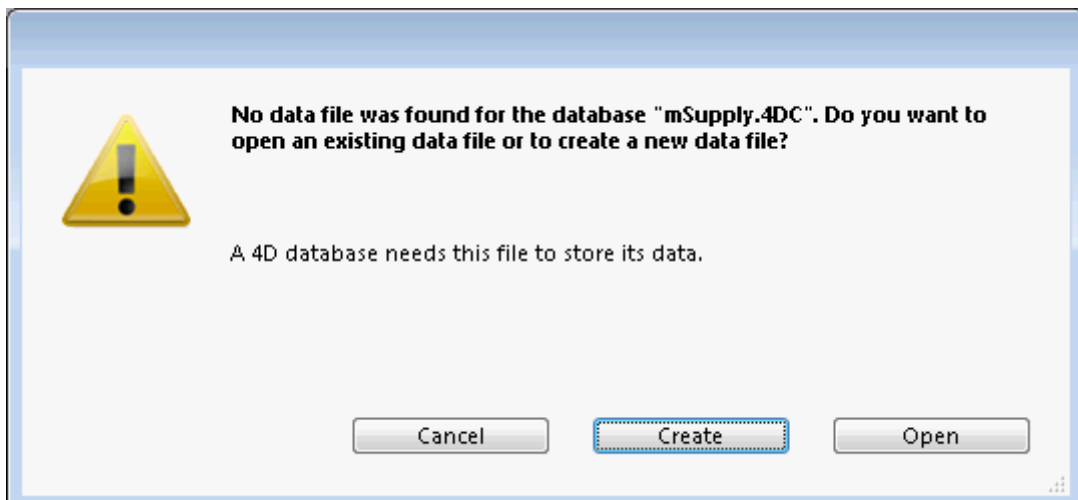 No data file was found for the database "mSupply.4DC". Do you want to
open an existing data file or to create a new data file?
A 4D database needs this file to store its data.
Cancel
Create
Open